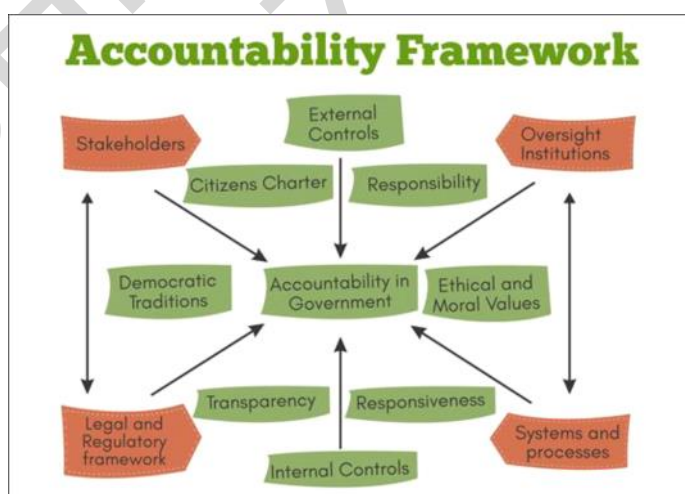 Accountability Framework
External
Controls
Stakeholders
Oversight
Institutions
Citizens Charter
Responsibility
Democratic
Traditions
Accountability in
Government
Ethical and
Moral Values
Transparency
Responsiveness
Legal and
Regulatory
framework
Internal Controls
Systems and
processes